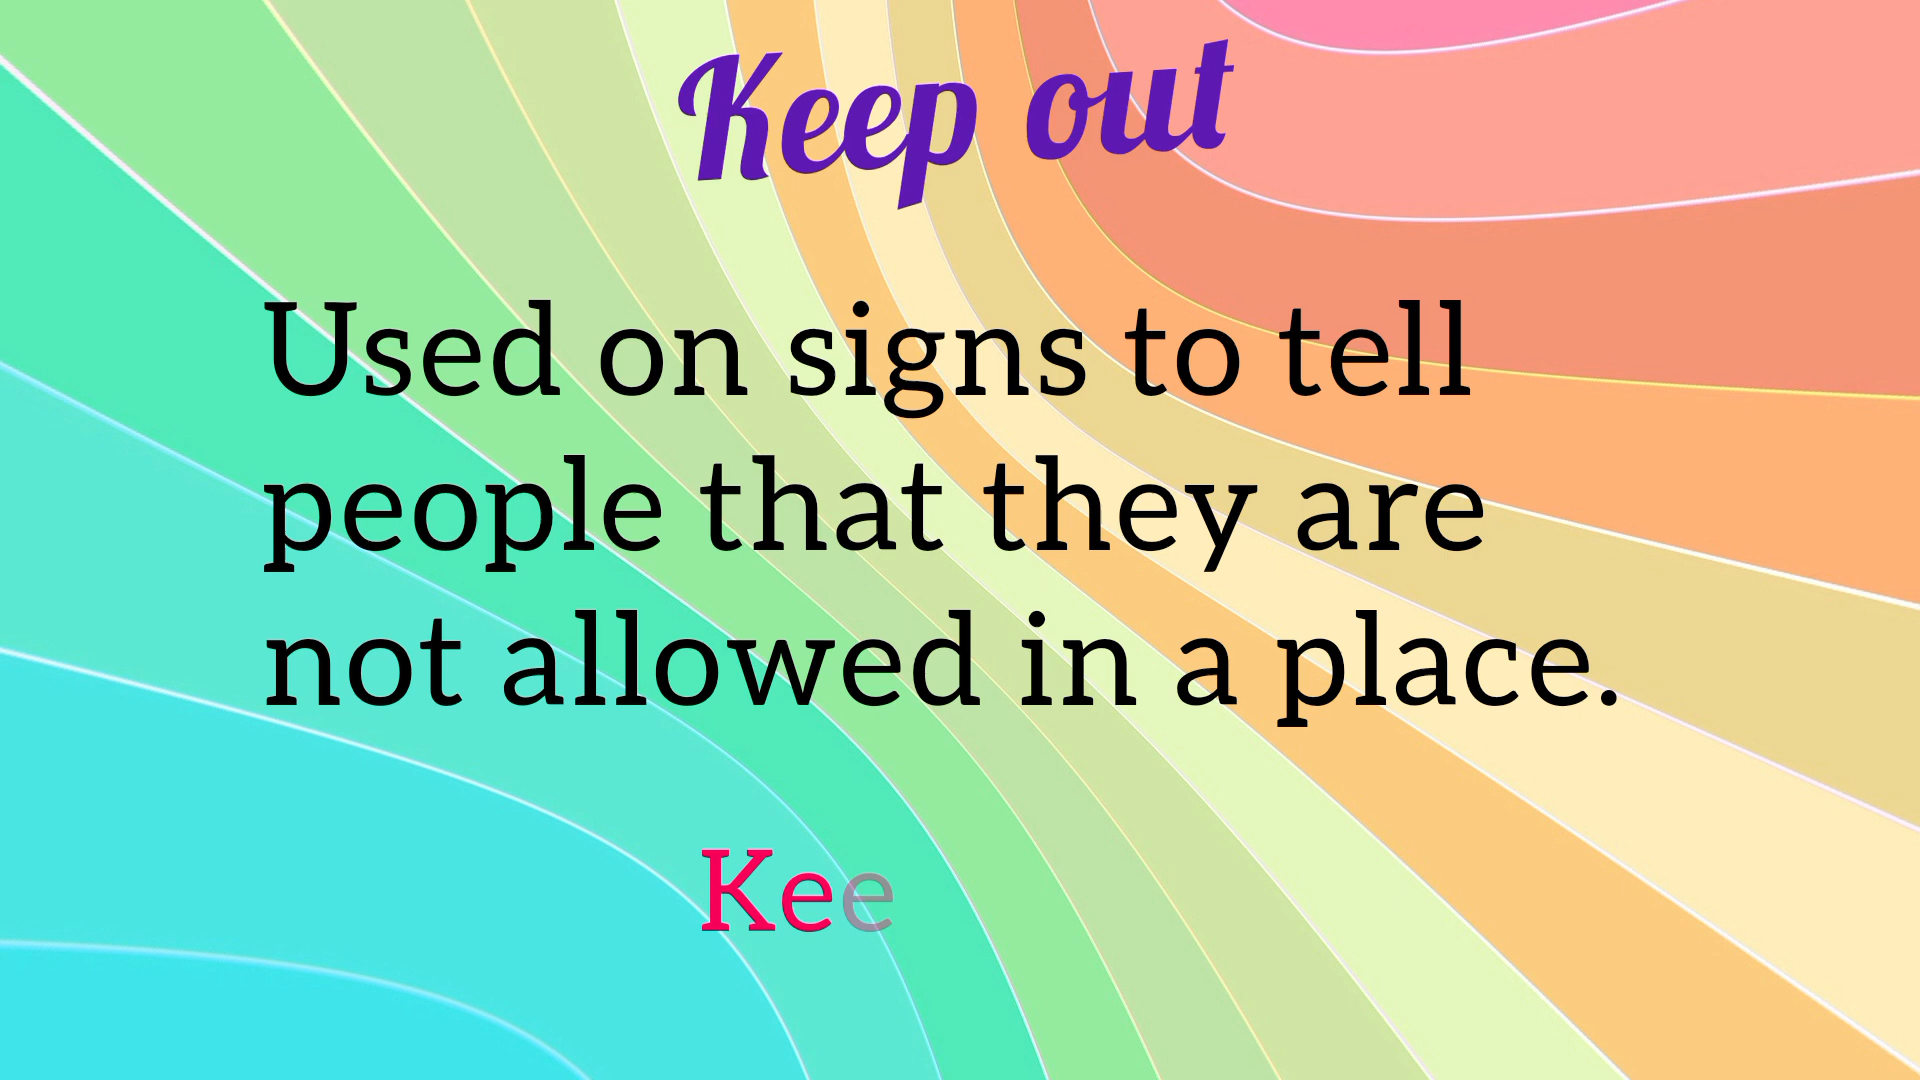 Keep out
Used on signs to tell
people that they are
not allowed in a place.
Kee